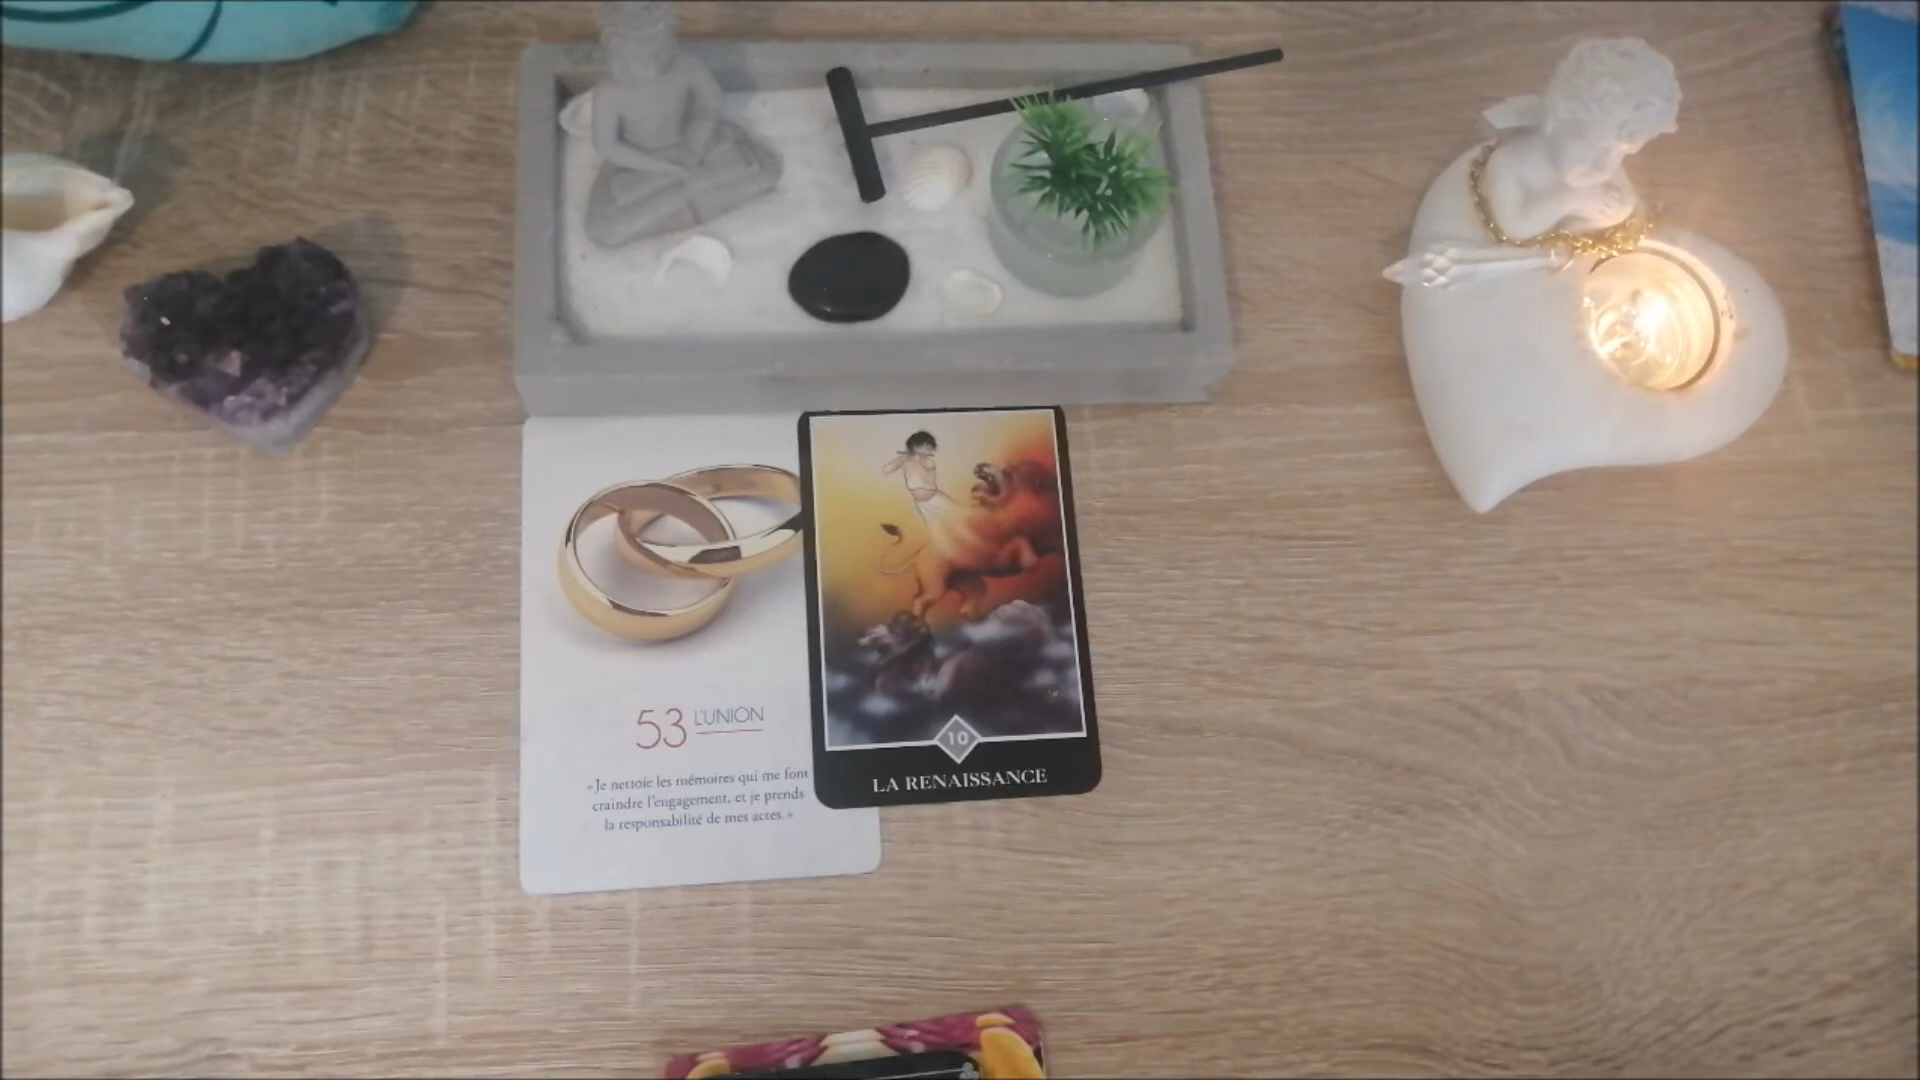 53 L'UNION
«Je nettoie les mémoires qui me font
craindre l'engagement, et je prends
la responsabilité de mes actes.»
10
LA RENAISSANCE